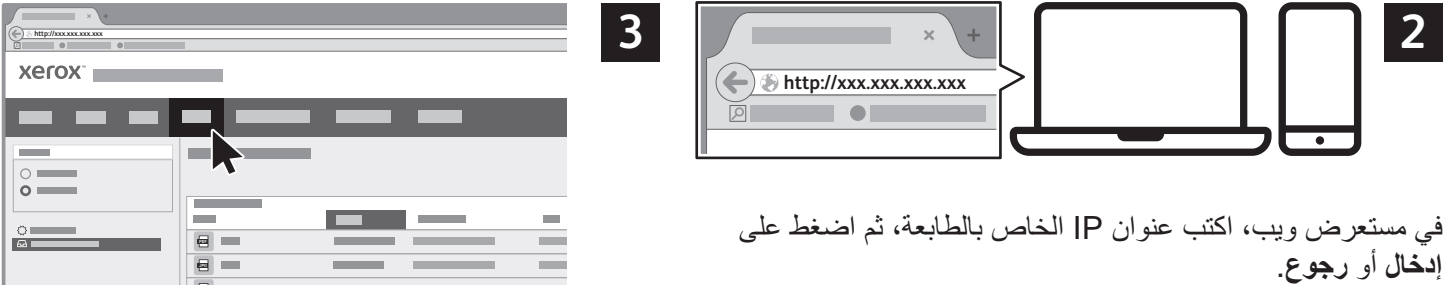 2
http://xxx.xxx.xxx.xxx
في مستعرض ويب، اكتب عنوان IP الخاص بالطابعة، ثم اضغط على
إدخال أو رجوع.
3
http://xxx.xxx.xxx.xxx
xerox™